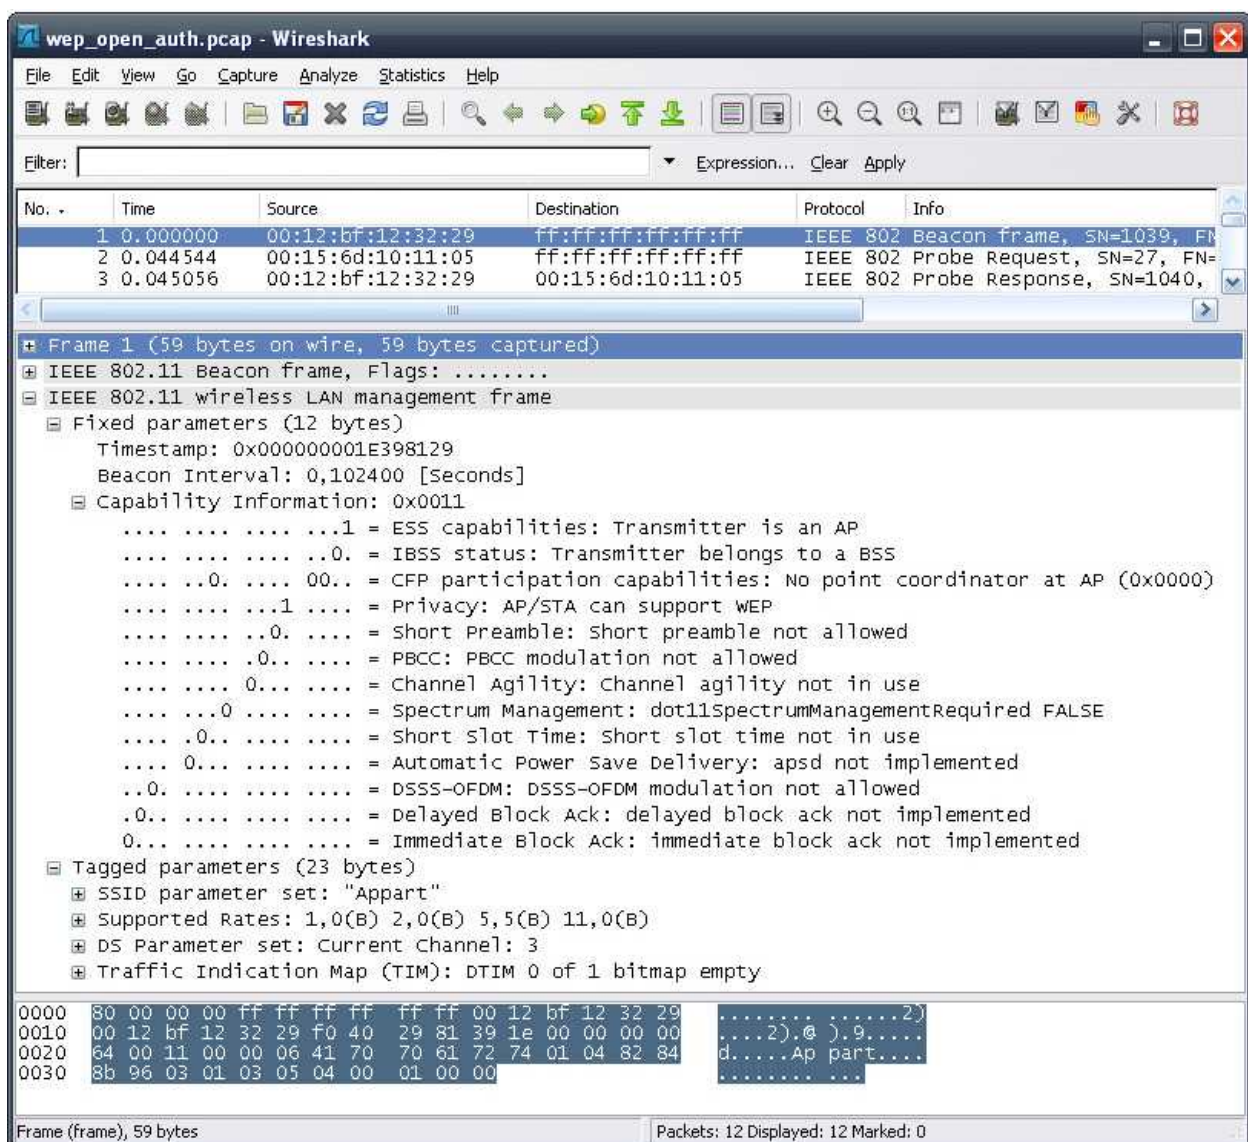 wep_open_auth.pcap - Wireshark
File Edit View Go Capture Analyze Statistics Help
Filter: Expression... Clear Apply
No. Time Source Destination Protocol Info
1 0.000000 00:12:bf:12:32:29 ff:ff:ff:ff:ff:ff IEEE 802 Beacon frame, SN=1039, FN
2 0.044544 00:15:6d:10:11:05 ff:ff:ff:ff:ff:ff IEEE 802 Probe Request, SN=27, FN=
3 0.045056 00:12:bf:12:32:29 00:15:6d:10:11:05 IEEE 802 Probe Response, SN=1040,
Frame 1 (59 bytes on wire, 59 bytes captured)
IEEE 802.11 Beacon frame, Flags: ........
IEEE 802.11 wireless LAN management frame
Fixed parameters (12 bytes)
Timestamp: 0x000000001E398129
Beacon Interval: 0,102400 [Seconds]
Capability Information: 0x0011
.... .... .... ...1 = ESS capabilities: Transmitter is an AP
.... .... .... ..0. = IBSS status: Transmitter belongs to a BSS
.... ..0. .... 00.. = CFP participation capabilities: No point coordinator at AP (0x0000)
.... .... ...1 .... = Privacy: AP/STA can support WEP
.... .... ..0. .... = Short Preamble: Short preamble not allowed
.... .... .0.. .... = PBCC: PBCC modulation not allowed
.... .... 0... .... = Channel Agility: Channel agility not in use
.... ...0 .... .... = Spectrum Management: dot11SpectrumManagementRequired FALSE
.... .0.. .... .... = Short Slot Time: Short slot time not in use
.... 0... .... .... = Automatic Power Save Delivery: apsd not implemented
..0. .... .... .... = DSSS-OFDM: DSSS-OFDM modulation not allowed
.0.. .... .... .... = Delayed Block Ack: delayed block ack not implemented
0... .... .... .... = Immediate Block Ack: immediate block ack not implemented
Tagged parameters (23 bytes)
SSID parameter set: "Appart"
Supported Rates: 1,0(B) 2,0(B) 5,5(B) 11,0(B)
DS Parameter set: Current Channel: 3
Traffic Indication Map (TIM): DTIM 0 of 1 bitmap empty
0000 80 00 00 00 ff ff ff ff ff ff 00 12 bf 12 32 29 ........ ......2)
0010 00 12 bf 12 32 29 f0 40 29 81 39 1e 00 00 00 00 ....2).@ ).9.....
0020 64 00 11 00 00 06 41 70 70 61 72 74 01 04 82 84 d.....Ap part....
0030 8b 96 03 01 03 05 04 00 01 00 00 ........ ...
Frame (frame), 59 bytes Packets: 12 Displayed: 12 Marked: 0